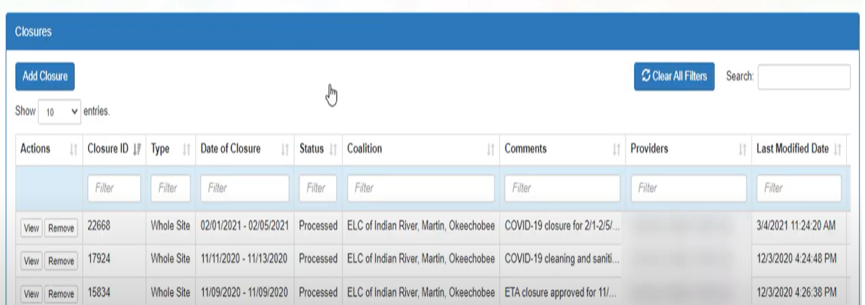 Closures
Add Closure Clear All Filters Search:
Show 10 entries.
Actions Closure ID Type Date of Closure Status Coalition Comments Providers Last Modified Date
Filter Filter Filter Filter Filter Filter Filter Filter
View Remove 22668 Whole Site 02/01/2021 - 02/05/2021 Processed ELC of Indian River, Martin, Okeechobee COVID-19 closure for 2/1-2/5/... 3/4/2021 11:24:20 AM
View Remove 17924 Whole Site 11/11/2020 - 11/13/2020 Processed ELC of Indian River, Martin, Okeechobee COVID-19 cleaning and saniti... 12/3/2020 4:24:48 PM
View Remove 15834 Whole Site 11/09/2020 - 11/09/2020 Processed ELC of Indian River, Martin, Okeechobee ETA closure approved for 11/... 12/3/2020 4:26:38 PM